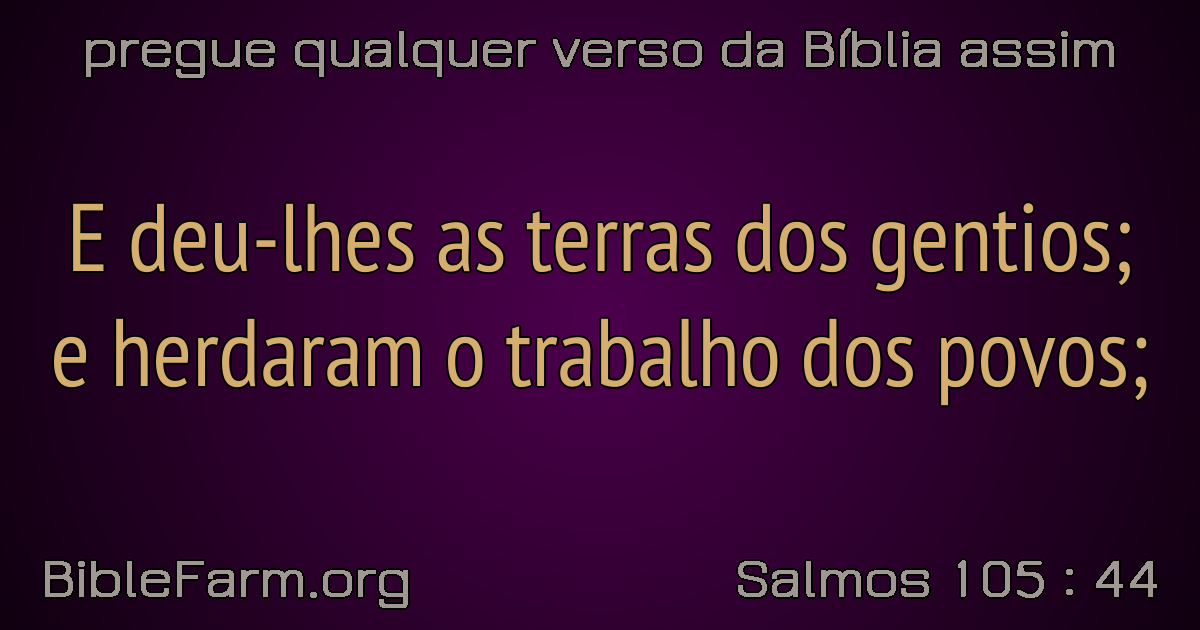 pregue qualquer verso da Bíblia assim
E deu-lhes as terras dos gentios;
e herdaram o trabalho dos povos;
BibleFarm.org
Salmos 105 : 44